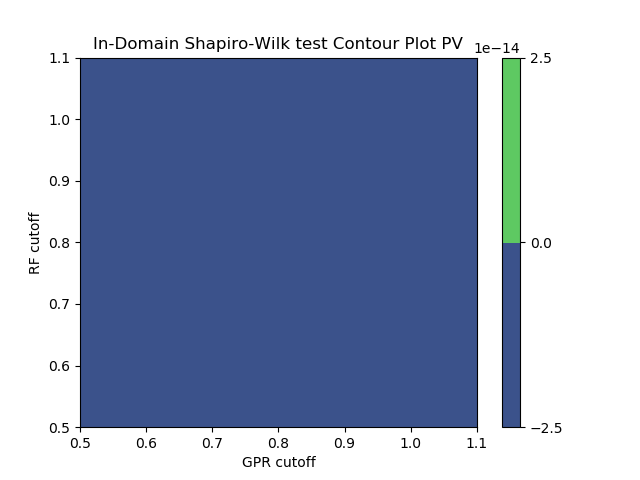 In-Domain Shapiro-Wilk test Contour Plot PV
1e−14
1.1
1.0
0.9
0.8
0.7
0.6
0.5
RF cutoff
0.5 0.6 0.7 0.8 0.9 1.0 1.1
GPR cutoff
2.5
0.0
−2.5